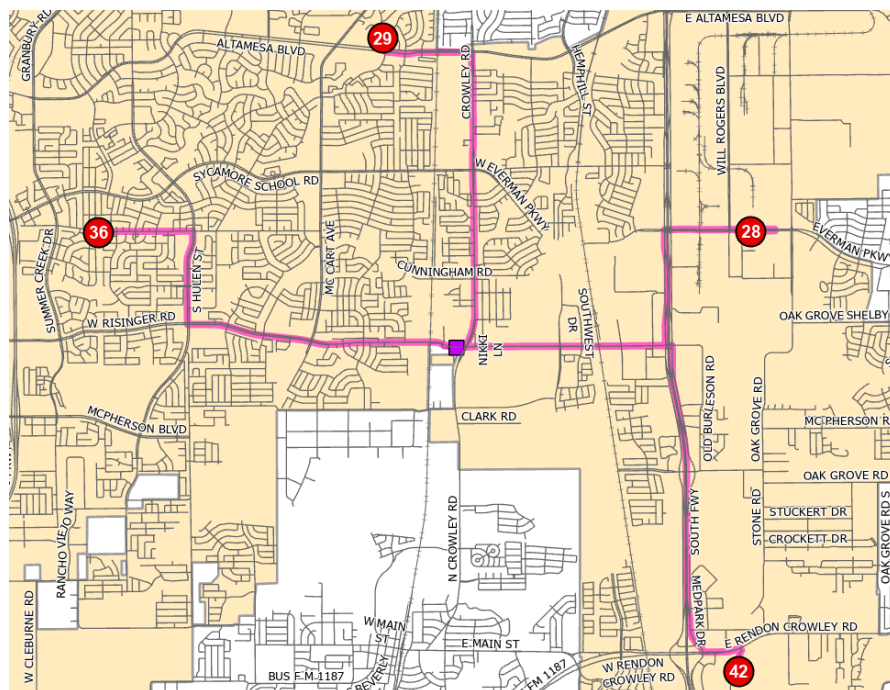 GRANBURY RD
ALTAMESA BLVD
29
CROWLEY RD
HEMPHILL ST
E ALTAMESA BLVD
WILL ROGERS BLVD
SYCAMORE SCHOOL RD
W EVERMAN PKWY
36
SUMMER CREEK DR
S HULEN ST
MC CART AVE
CUNNINGHAM RD
28
EVERMAN PKWY
W RISINGER RD
NIKKI
LN
SOUTHWEST
DR
OAK GROVE SHELBY
MCPHERSON BLVD
CLARK RD
OLD BURLESON RD
OAK GROVE RD
MC PHERSON R
OAK GROVE RD
RANCHO VIEJO WAY
N CROWLEY RD
SOUTH FWY
STONE RD
STUCKERT DR
CROCKETT DR
OAK GROVE RD S
W CLEBURNE RD
W MAIN
ST
E MAIN ST
MEDPARK DR
E RENDON CROWLEY RD
BUS F M 1187
BEVERLY
FM 1187
W RENDON
CROWLEY RD
42